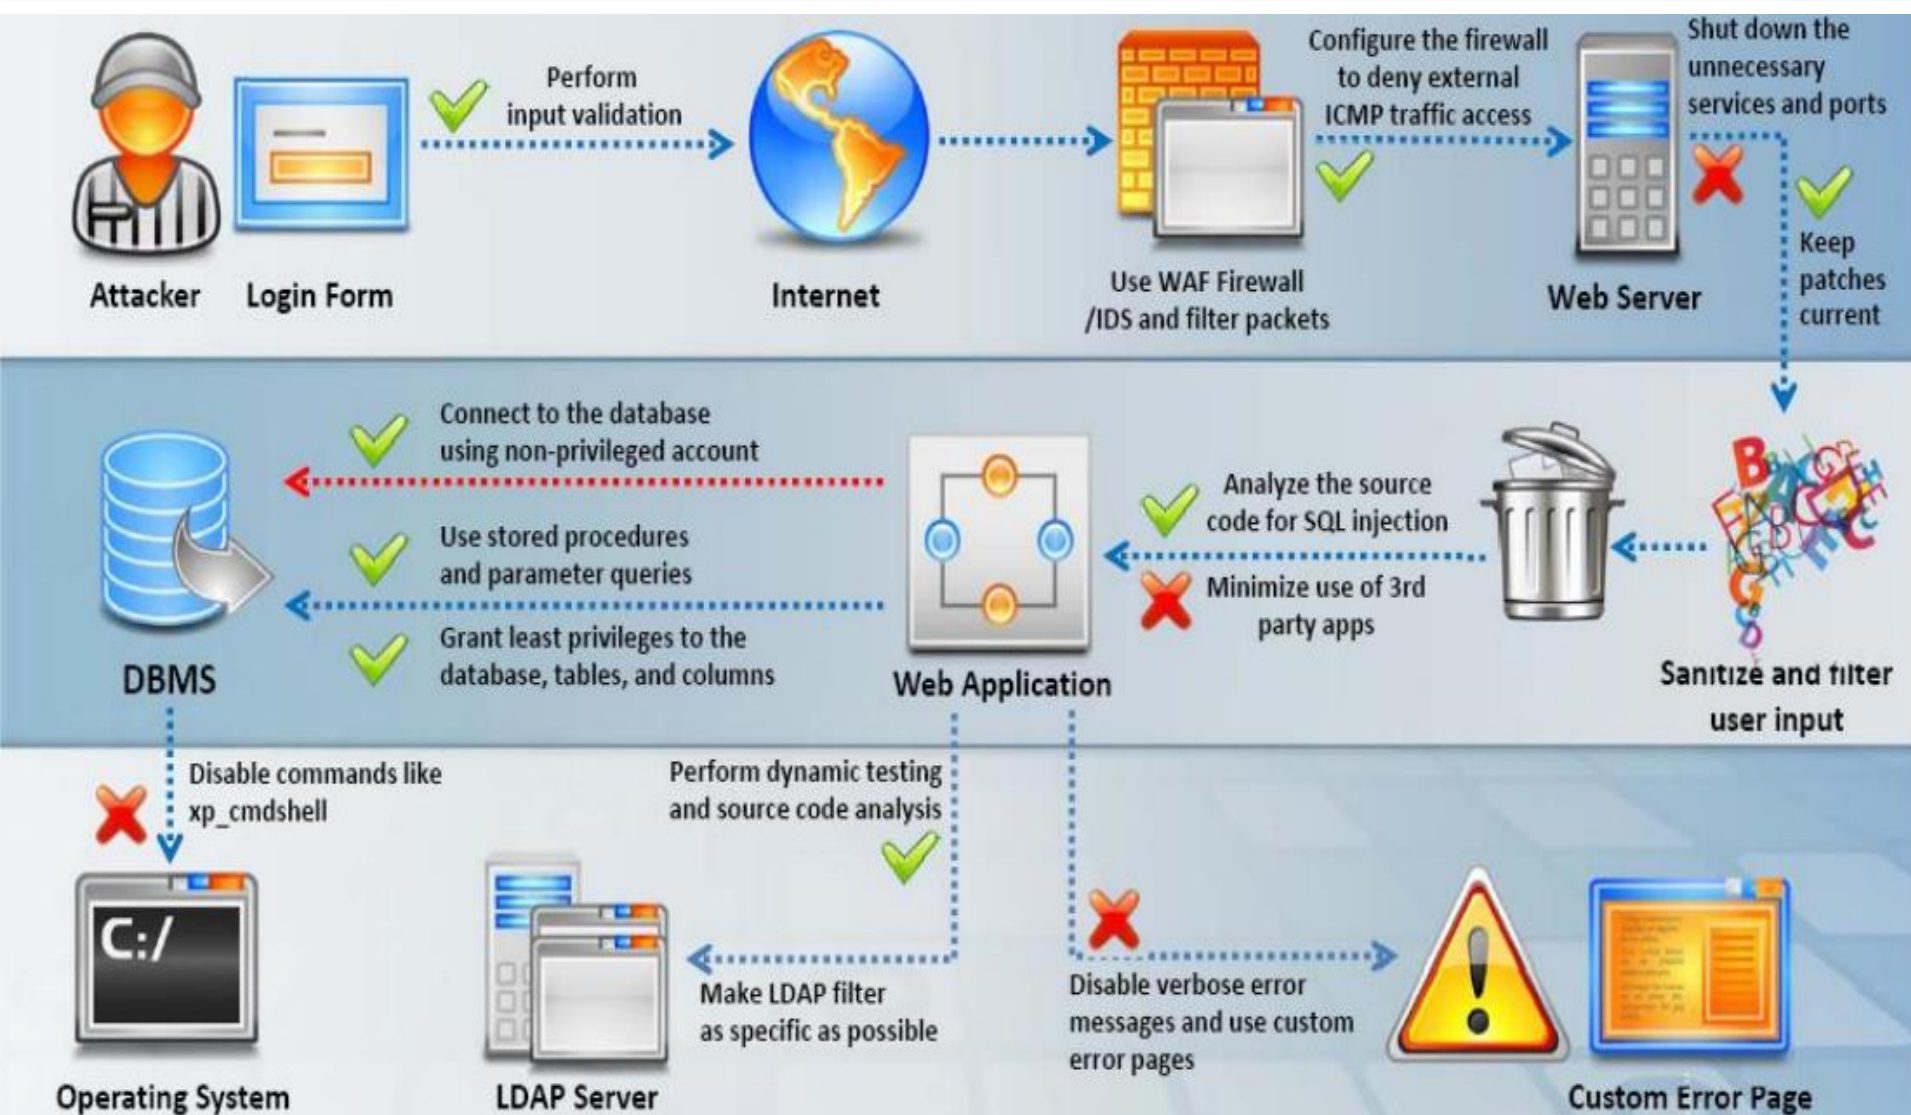 Perform
input validation
Configure the firewall
to deny external
ICMP traffic access
Shut down the
unnecessary
services and ports
Keep
patches
current
Attacker
Login Form
Internet
Use WAF Firewall
/IDS and filter packets
Web Server
Connect to the database
using non-privileged account
Use stored procedures
and parameter queries
Grant least privileges to the
database, tables, and columns
DBMS
Analyze the source
code for SQL injection
Minimize use of 3rd
party apps
Web Application
Sanitize and filter
user input
Disable commands like
xp_cmdshell
C:/
Operating System
Perform dynamic testing
and source code analysis
Make LDAP filter
as specific as possible
LDAP Server
Disable verbose error
messages and use custom
error pages
Custom Error Page